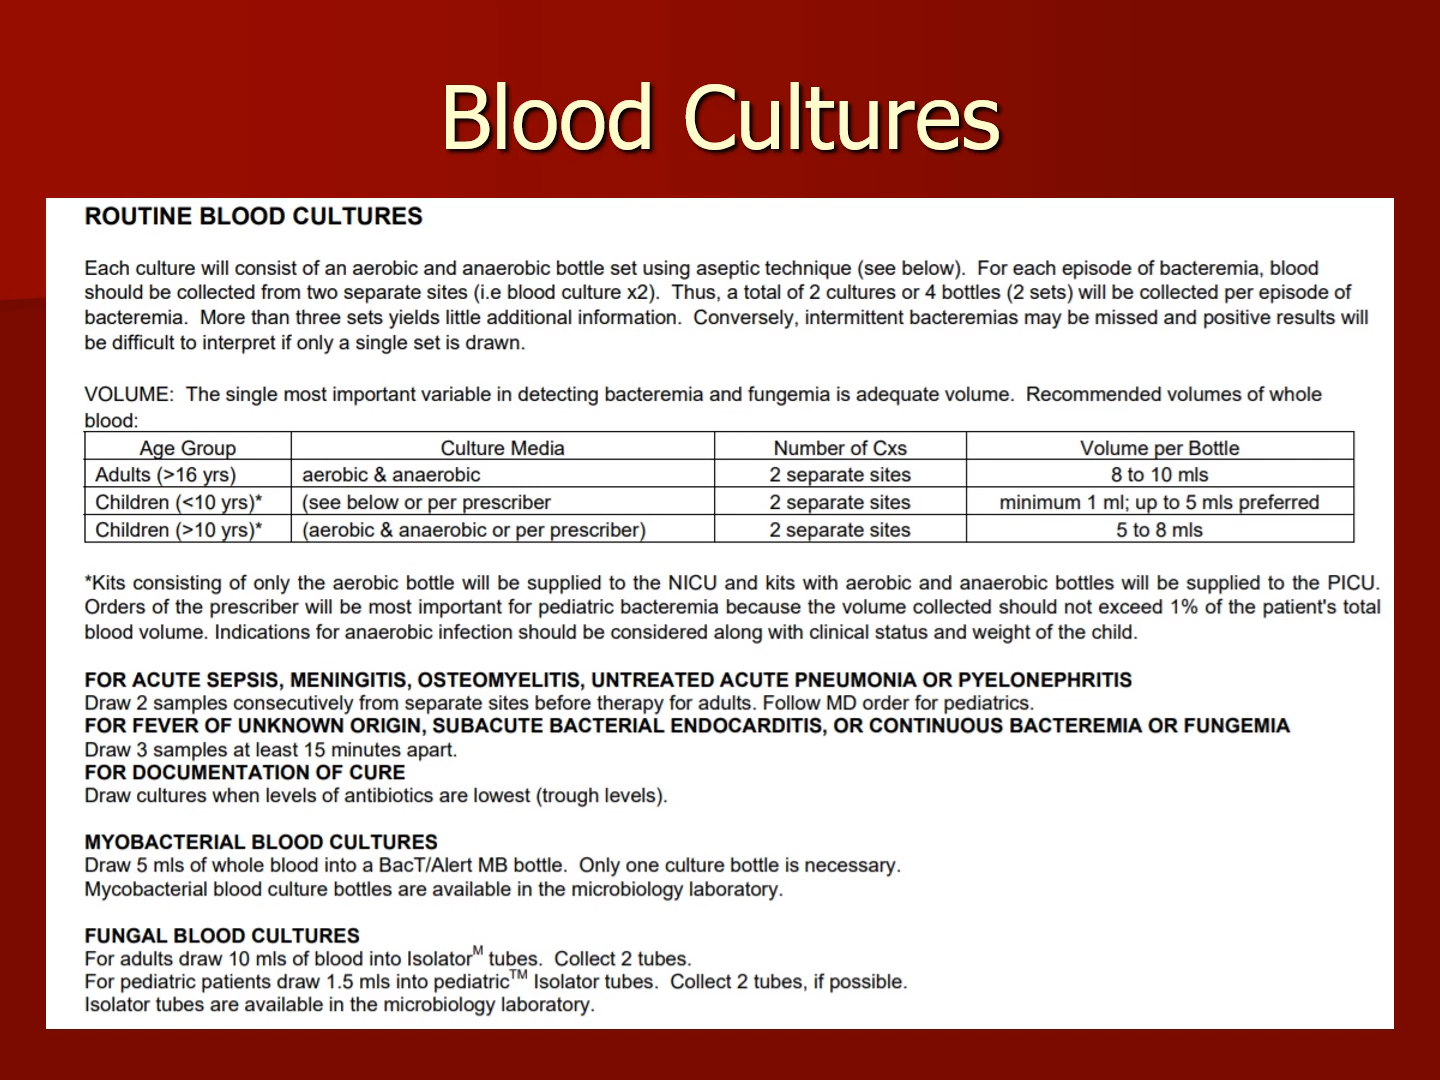 Blood Cultures
ROUTINE BLOOD CULTURES
Each culture will consist of an aerobic and anaerobic bottle set using aseptic technique (see below).  For each episode of bacteremia, blood
should be collected from two separate sites (i.e blood culture x2).  Thus, a total of 2 cultures or 4 bottles (2 sets) will be collected per episode of
bacteremia.  More than three sets yields little additional information.  Conversely, intermittent bacteremias may be missed and positive results will
be difficult to interpret if only a single set is drawn.
VOLUME:  The single most important variable in detecting bacteremia and fungemia is adequate volume.  Recommended volumes of whole
blood:
Age Group Culture Media Number of Cxs Volume per Bottle
Adults (>16 yrs) aerobic & anaerobic 2 separate sites 8 to 10 mls
Children (<10 yrs)* (see below or per prescriber 2 separate sites minimum 1 ml; up to 5 mls preferred
Children (>10 yrs)* (aerobic & anaerobic or per prescriber) 2 separate sites 5 to 8 mls
*Kits consisting of only the aerobic bottle will be supplied to the NICU and kits with aerobic and anaerobic bottles will be supplied to the PICU.
Orders of the prescriber will be most important for pediatric bacteremia because the volume collected should not exceed 1% of the patient's total
blood volume. Indications for anaerobic infection should be considered along with clinical status and weight of the child.
FOR ACUTE SEPSIS, MENINGITIS, OSTEOMYELITIS, UNTREATED ACUTE PNEUMONIA OR PYELONEPHRITIS
Draw 2 samples consecutively from separate sites before therapy for adults. Follow MD order for pediatrics.
FOR FEVER OF UNKNOWN ORIGIN, SUBACUTE BACTERIAL ENDOCARDITIS, OR CONTINUOUS BACTEREMIA OR FUNGEMIA
Draw 3 samples at least 15 minutes apart.
FOR DOCUMENTATION OF CURE
Draw cultures when levels of antibiotics are lowest (trough levels).
MYOBACTERIAL BLOOD CULTURES
Draw 5 mls of whole blood into a BacT/Alert MB bottle.  Only one culture bottle is necessary.
Mycobacterial blood culture bottles are available in the microbiology laboratory.
FUNGAL BLOOD CULTURES
For adults draw 10 mls of blood into Isolator^M tubes.  Collect 2 tubes.
For pediatric patients draw 1.5 mls into pediatric™ Isolator tubes.  Collect 2 tubes, if possible.
Isolator tubes are available in the microbiology laboratory.